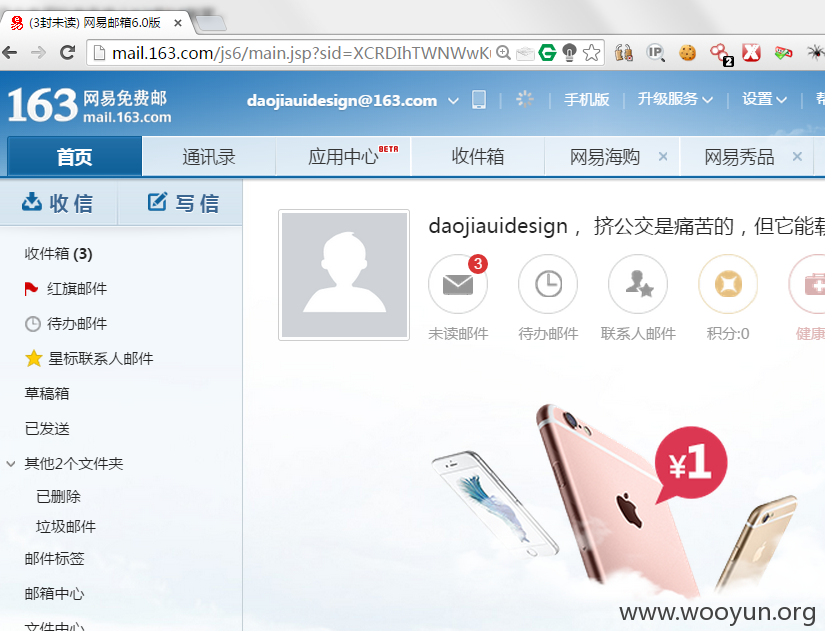 (3封未读) 网易邮箱6.0版
mail.163.com/js6/main.jsp?sid=XCRDIhTWNWwK
IP 2
163 网易免费邮
mail.163.com
daojiauidesign@163.com 手机版 升级服务 设置
首页 通讯录 应用中心 BETA 收件箱 网易海购 × 网易秀品 ×
收信 写信
daojiauidesign， 挤公交是痛苦的，但它能载
收件箱 (3)
红旗邮件
待办邮件
星标联系人邮件
草稿箱
已发送
其他2个文件夹
已删除
垃圾邮件
邮件标签
邮箱中心
文件中心
3
未读邮件 待办邮件 联系人邮件 积分:0 健康
¥1
www.wooyun.org